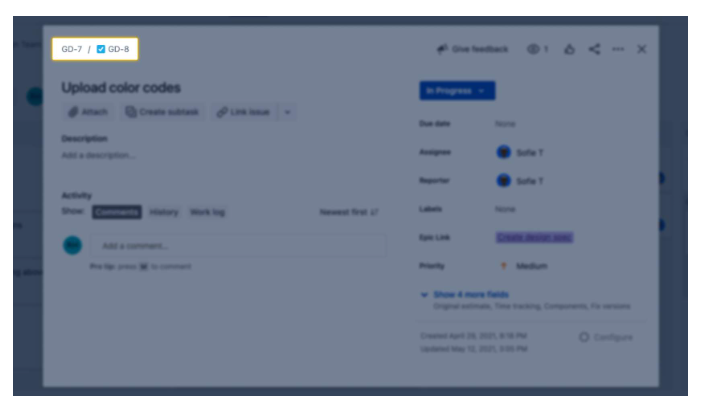 GD-7 / GD-8
Give feedback 1
Upload color codes
Attach Create subtask Link issue
In Progress
Description
Add a description...
Due date None
Assignee Sofie T
Reporter Sofie T
Labels None
Epic Link Create design spec
Priority Medium
Activity
Show: Comments History Work log Newest first
Add a comment...
Pro tip: press M to comment
Show 4 more fields
Original estimate, Time tracking, Components, Fix versions
Created April 29, 2021, 9:16 PM
Updated May 12, 2021, 3:05 PM
Configure